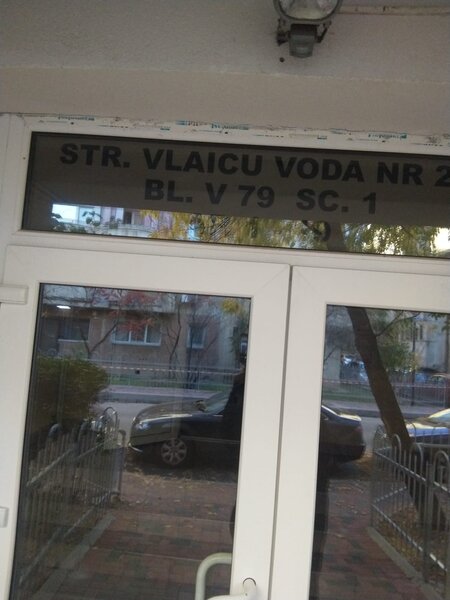 STR. VLAICU VODA NR 2
BL. V 79 SC. 1